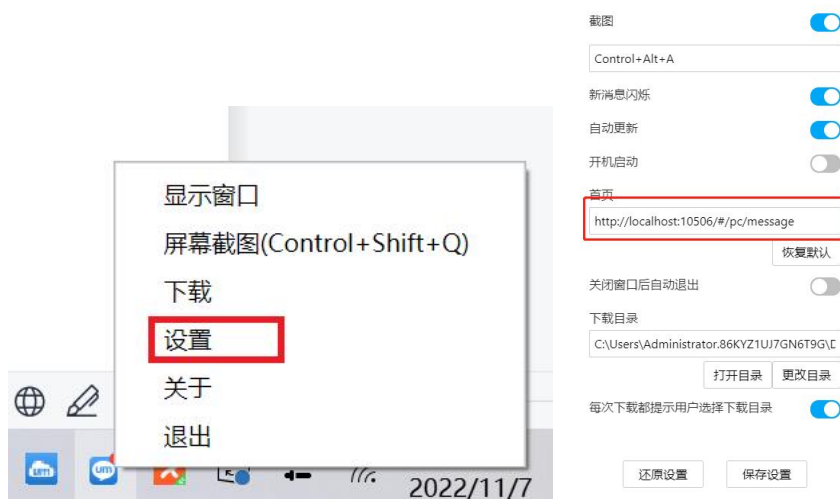 显示窗口
屏幕截图(Control+Shift+Q)
下载
设置
关于
退出
um
um
2022/11/7
截图
Control+Alt+A
新消息闪烁
自动更新
开机启动
首页
http://localhost:10506/#/pc/message
恢复默认
关闭窗口后自动退出
下载目录
C:\Users\Administrator.86KYZ1UJ7GN6T9G\D
打开目录 更改目录
每次下载都提示用户选择下载目录
还原设置 保存设置